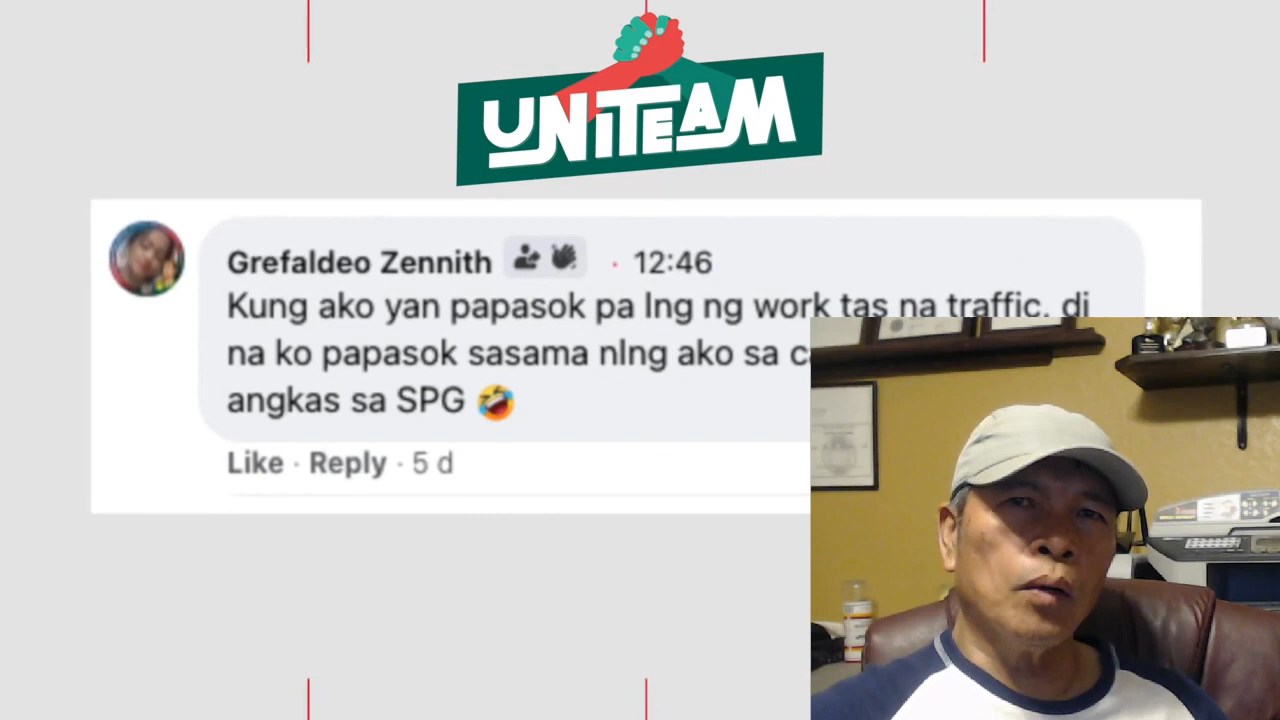 UNITEAM
Grefaldeo Zennith · 12:46
Kung ako yan papasok pa lng ng work tas na traffic. di
na ko papasok sasama nlng ako sa
angkas sa SPG 🤣
Like · Reply · 5 d